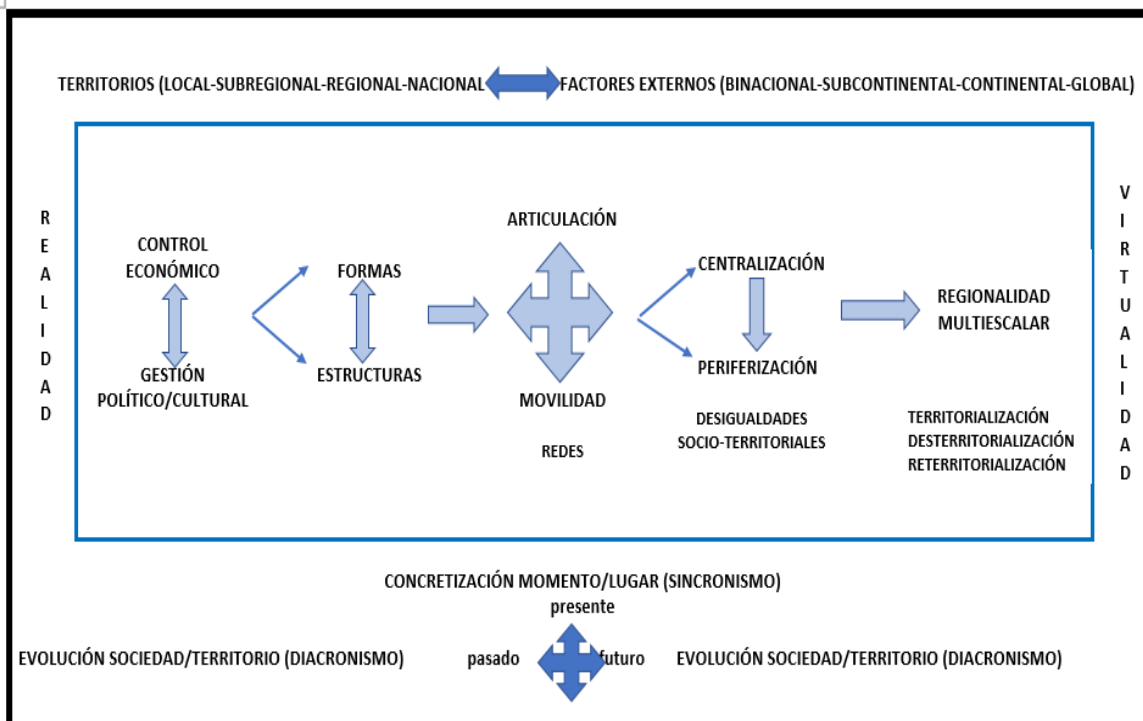 TERRITORIOS (LOCAL-SUBREGIONAL-REGIONAL-NACIONAL FACTORES EXTERNOS (BINACIONAL-SUBCONTINENTAL-CONTINENTAL-GLOBAL)
REALIDAD
CONTROL
ECONÓMICO
GESTIÓN
POLÍTICO/CULTURAL
FORMAS
ESTRUCTURAS
ARTICULACIÓN
MOVILIDAD
REDES
CENTRALIZACIÓN
PERIFERIZACIÓN
DESIGUALDADES
SOCIO-TERRITORIALES
REGIONALIDAD
MULTIESCALAR
TERRITORIALIZACIÓN
DESTERRITORIALIZACIÓN
RETERRITORIALIZACIÓN
VIRTUALIDAD
CONCRETIZACIÓN MOMENTO/LUGAR (SINCRONISMO)
presente
EVOLUCIÓN SOCIEDAD/TERRITORIO (DIACRONISMO) pasado futuro EVOLUCIÓN SOCIEDAD/TERRITORIO (DIACRONISMO)